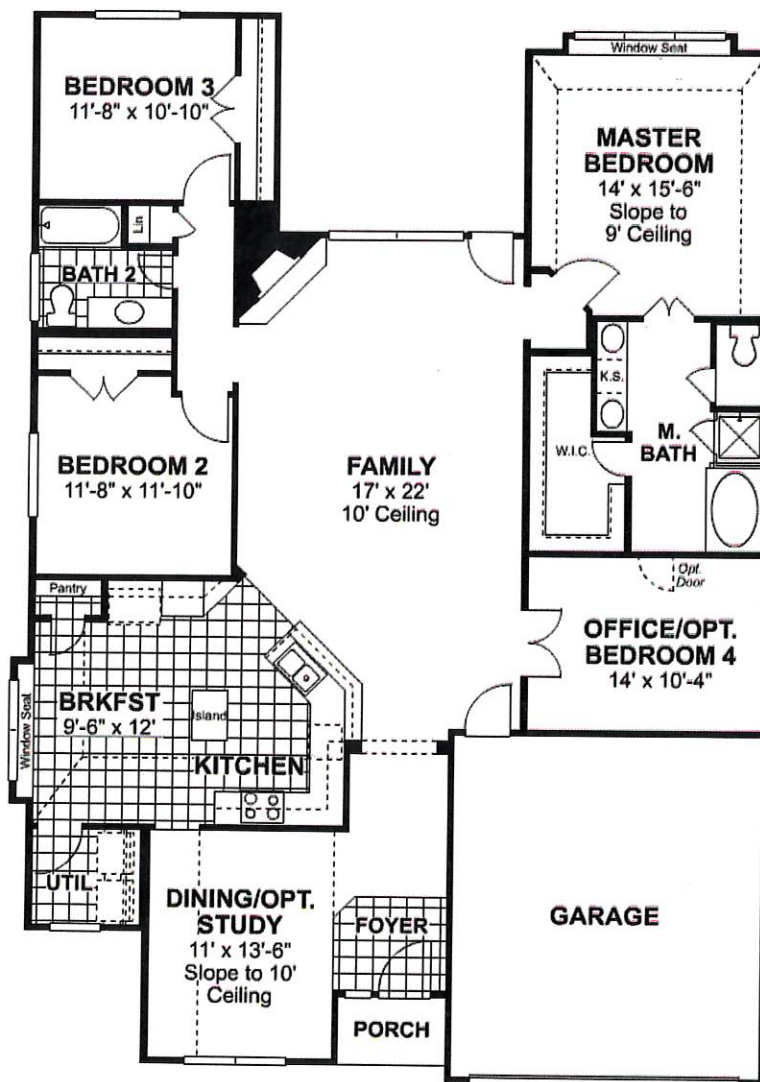 BEDROOM 3
11'-8" x 10'-10"
Window Seat
MASTER
BEDROOM
14' x 15'-6"
Slope to
9' Ceiling
Lin
BATH 2
K.S.
M.
BATH
W.I.C.
BEDROOM 2
11'-8" x 11'-10"
FAMILY
17' x 22'
10' Ceiling
Pantry
Opt.
Door
OFFICE/OPT.
BEDROOM 4
14' x 10'-4"
BRKFST
9'-6" x 12'
Island
Window Seat
KITCHEN
UTIL
DINING/OPT.
STUDY
11' x 13'-6"
Slope to 10'
Ceiling
FOYER
GARAGE
PORCH